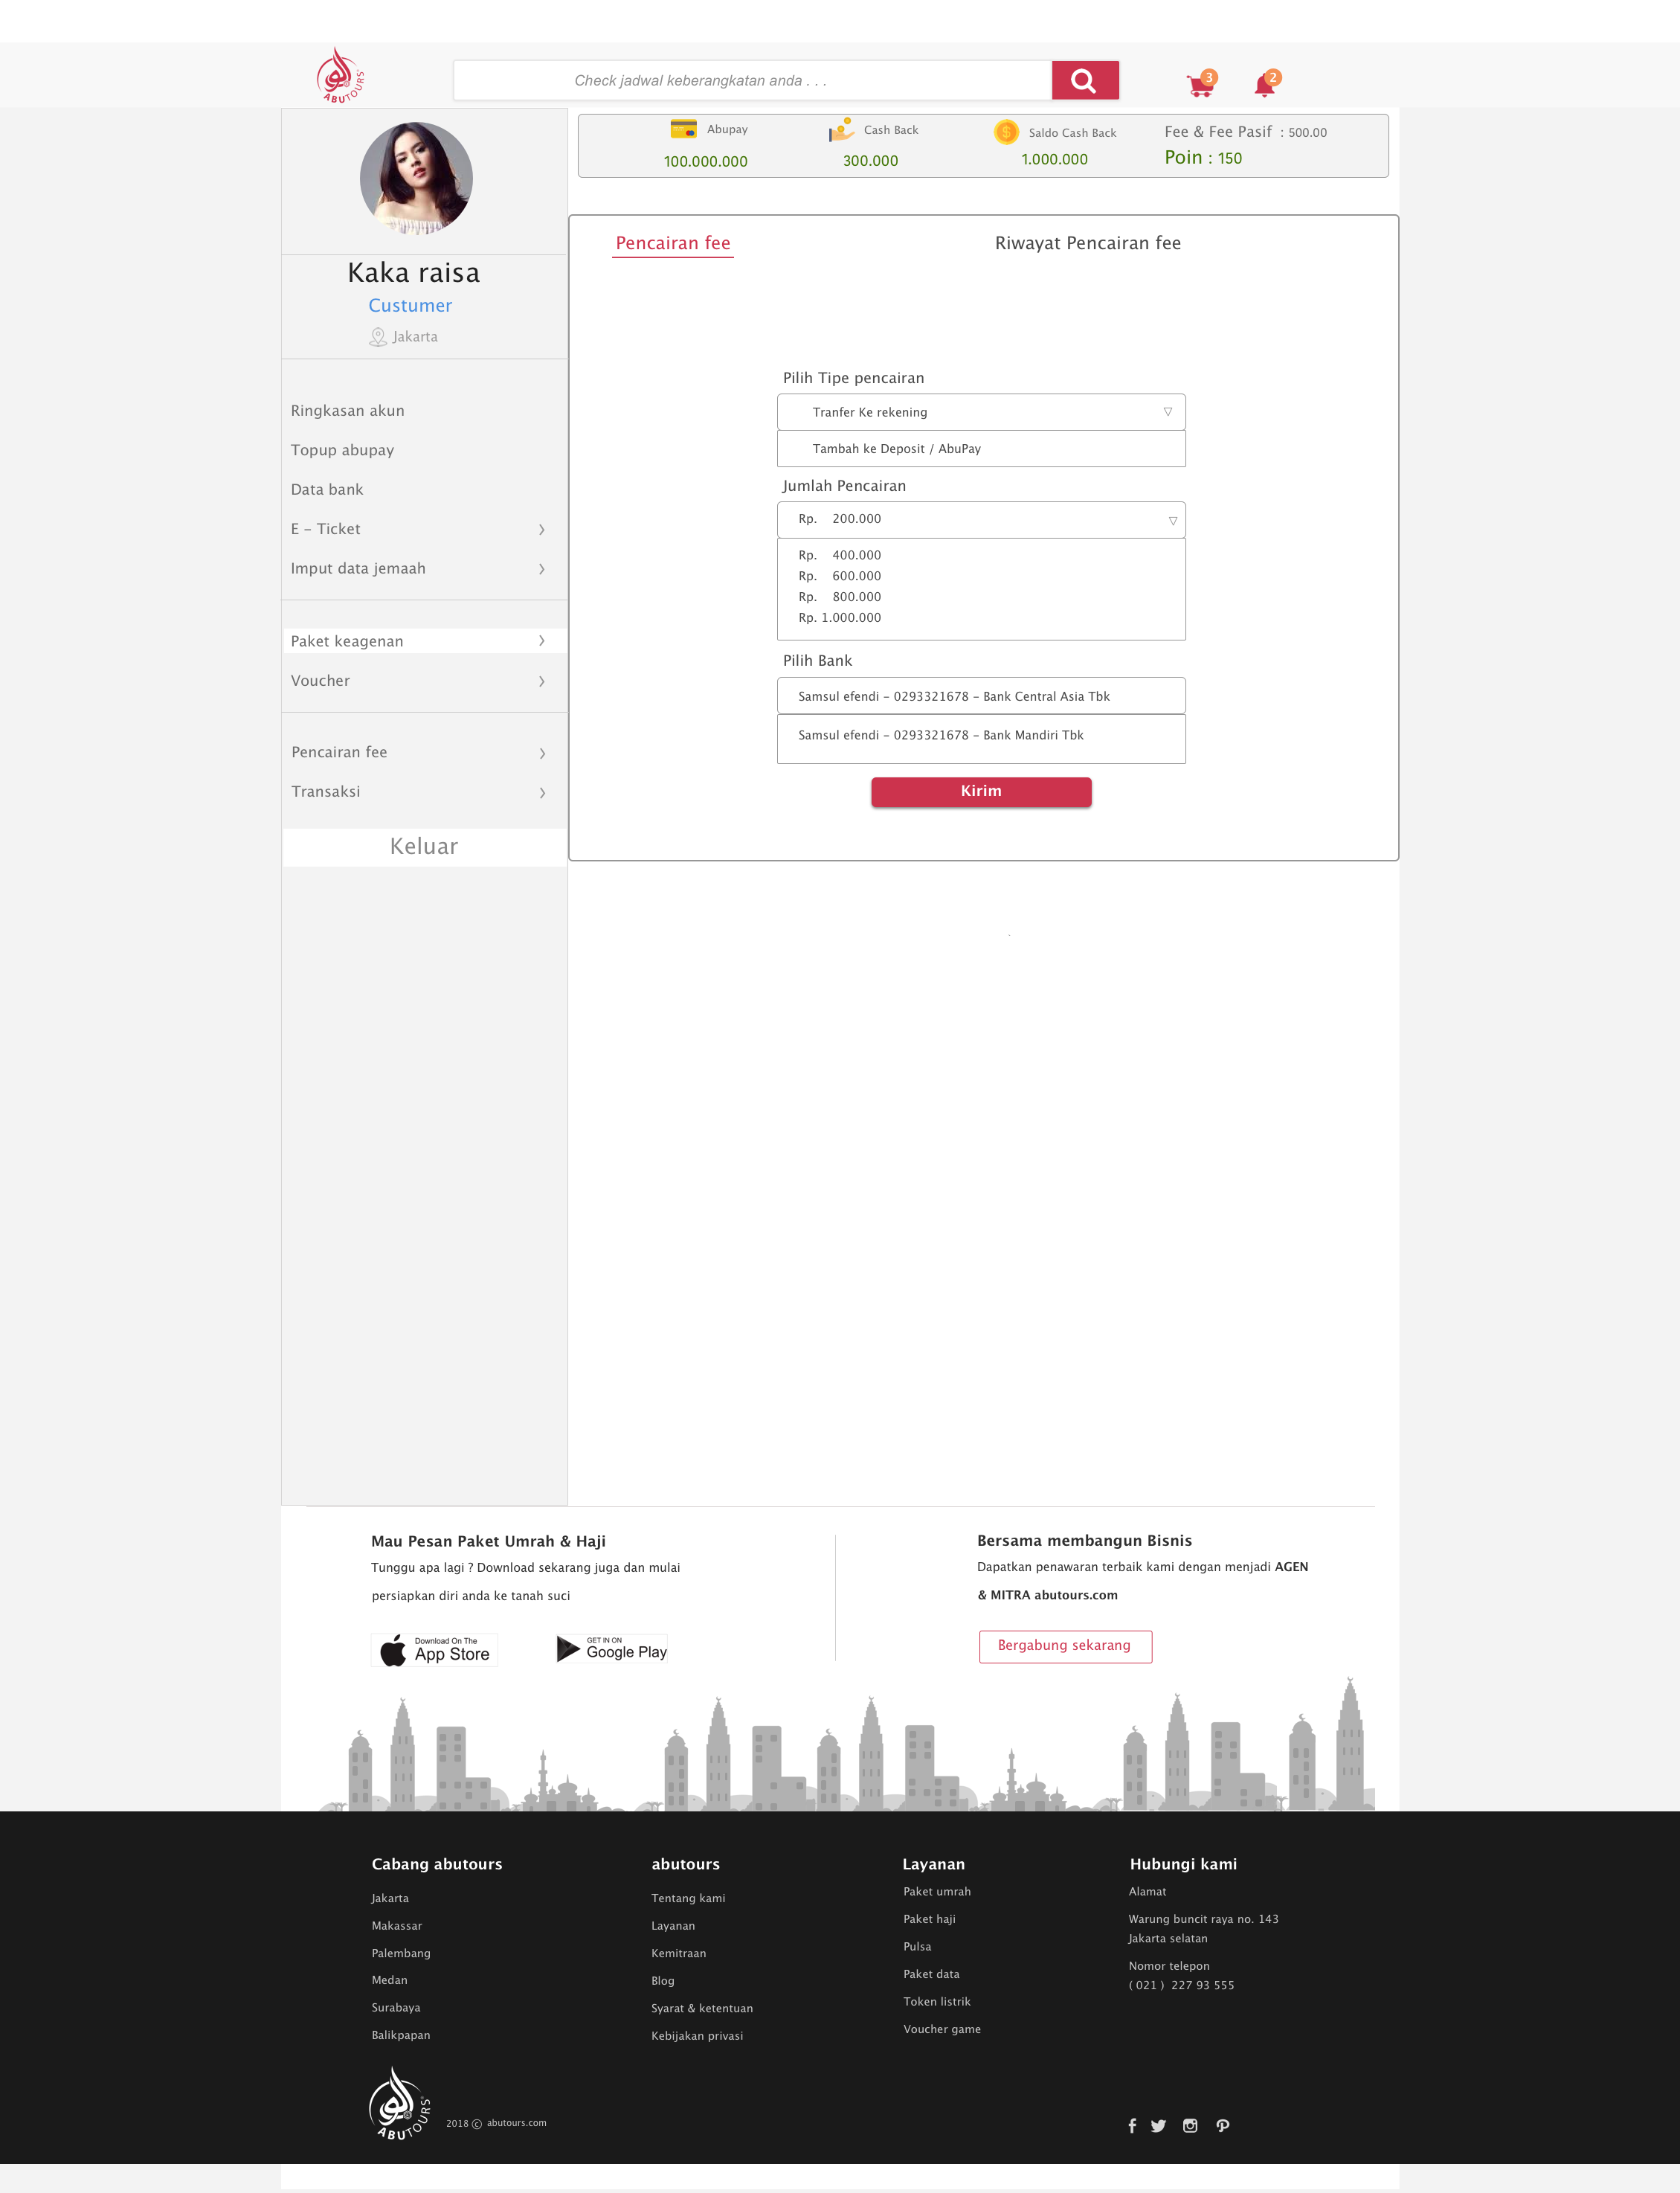 ABUTOURS
Check jadwal keberangkatan anda . . .
3
2
Kaka raisa
Custumer
Jakarta
Ringkasan akun
Topup abupay
Data bank
E - Ticket
Imput data jemaah
Paket keagenan
Voucher
Pencairan fee
Transaksi
Keluar
Abupay
100.000.000
Cash Back
300.000
Saldo Cash Back
1.000.000
Fee & Fee Pasif : 500.00
Poin : 150
Pencairan fee
Riwayat Pencairan fee
Pilih Tipe pencairan
Tranfer Ke rekening
Tambah ke Deposit / AbuPay
Jumlah Pencairan
Rp. 200.000
Rp. 400.000
Rp. 600.000
Rp. 800.000
Rp. 1.000.000
Pilih Bank
Samsul efendi - 0293321678 - Bank Central Asia Tbk
Samsul efendi - 0293321678 - Bank Mandiri Tbk
Kirim
Mau Pesan Paket Umrah & Haji
Tunggu apa lagi ? Download sekarang juga dan mulai
persiapkan diri anda ke tanah suci
Download On The
App Store
GET IN ON
Google Play
Bersama membangun Bisnis
Dapatkan penawaran terbaik kami dengan menjadi AGEN
& MITRA abutours.com
Bergabung sekarang
Cabang abutours
Jakarta
Makassar
Palembang
Medan
Surabaya
Balikpapan
abutours
Tentang kami
Layanan
Kemitraan
Blog
Syarat & ketentuan
Kebijakan privasi
Layanan
Paket umrah
Paket haji
Pulsa
Paket data
Token listrik
Voucher game
Hubungi kami
Alamat
Warung buncit raya no. 143
Jakarta selatan
Nomor telepon
( 021 ) 227 93 555
ABUTOURS
2018 © abutours.com